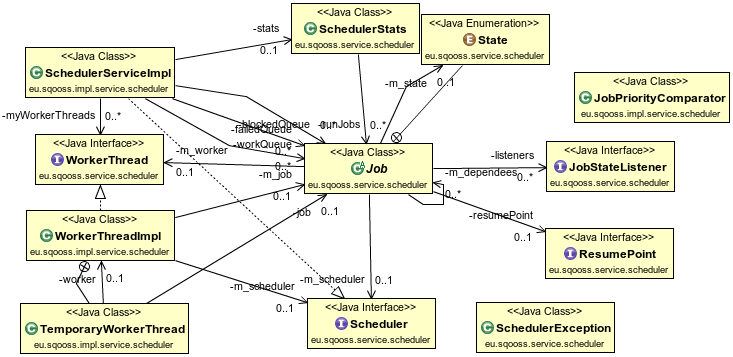 <<Java Class>>
SchedulerStats
eu.sqooss.service.scheduler
<<Java Enumeration>>
State
eu.sqooss.service.scheduler
-stats
0..1
<<Java Class>>
SchedulerServiceImpl
eu.sqooss.impl.service.scheduler
-m_state
0..1
<<Java Class>>
JobPriorityComparator
eu.sqooss.impl.service.scheduler
-myWorkerThreads
0..*
-blockedQueue
-runJobs
0..*
-failedQueue
-workQueue
0..*
0..*
<<Java Interface>>
WorkerThread
eu.sqooss.service.scheduler
-m_worker
0..1
-m_job
0..1
<<Java Class>>
Job
eu.sqooss.service.scheduler
-listeners
0..*
-m_dependees
0..*
<<Java Interface>>
JobStateListener
eu.sqooss.service.scheduler
<<Java Class>>
WorkerThreadImpl
eu.sqooss.impl.service.scheduler
-job
0..1
-resumePoint
0..1
<<Java Interface>>
ResumePoint
eu.sqooss.service.scheduler
-worker
0..1
-m_scheduler
0..1
-m_scheduler
0..1
<<Java Class>>
TemporaryWorkerThread
eu.sqooss.impl.service.scheduler
<<Java Interface>>
Scheduler
eu.sqooss.service.scheduler
<<Java Class>>
SchedulerException
eu.sqooss.service.scheduler